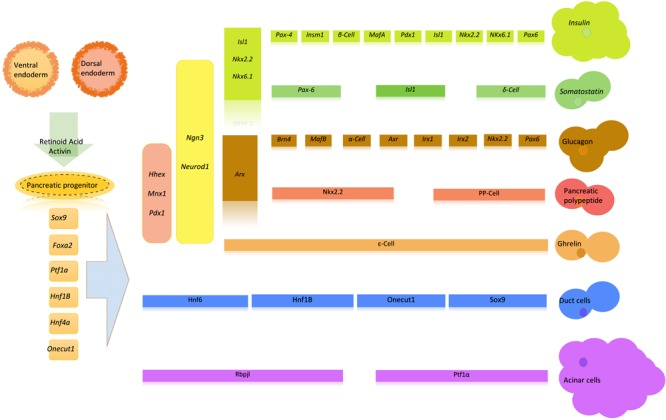 Ventral
endoderm
Dorsal
endoderm
Retinoid Acid
Activin
Pancreatic progenitor
Sox9
Foxa2
Ptf1a
Hnf1B
Hnf4a
Onecut1
Hhex
Mnx1
Pdx1
Ngn3
Neurod1
Isl1
Nkx2.2
Nkx6.1
Arx
Pax-4 Insm1 B-Cell MafA Pdx1 Isl1 Nkx2.2 NKx6.1 Pax6
Insulin
Pax-6 Isl1 δ-Cell
Somatostatin
Brn4 MafB α-Cell Axr Irx1 Irx2 Nkx2.2 Pax6
Glucagon
Nkx2.2 PP-Cell
Pancreatic
polypeptide
ε-Cell
Ghrelin
Hnf6 Hnf1B Onecut1 Sox9
Duct cells
Rbpjl Ptf1α
Acinar cells